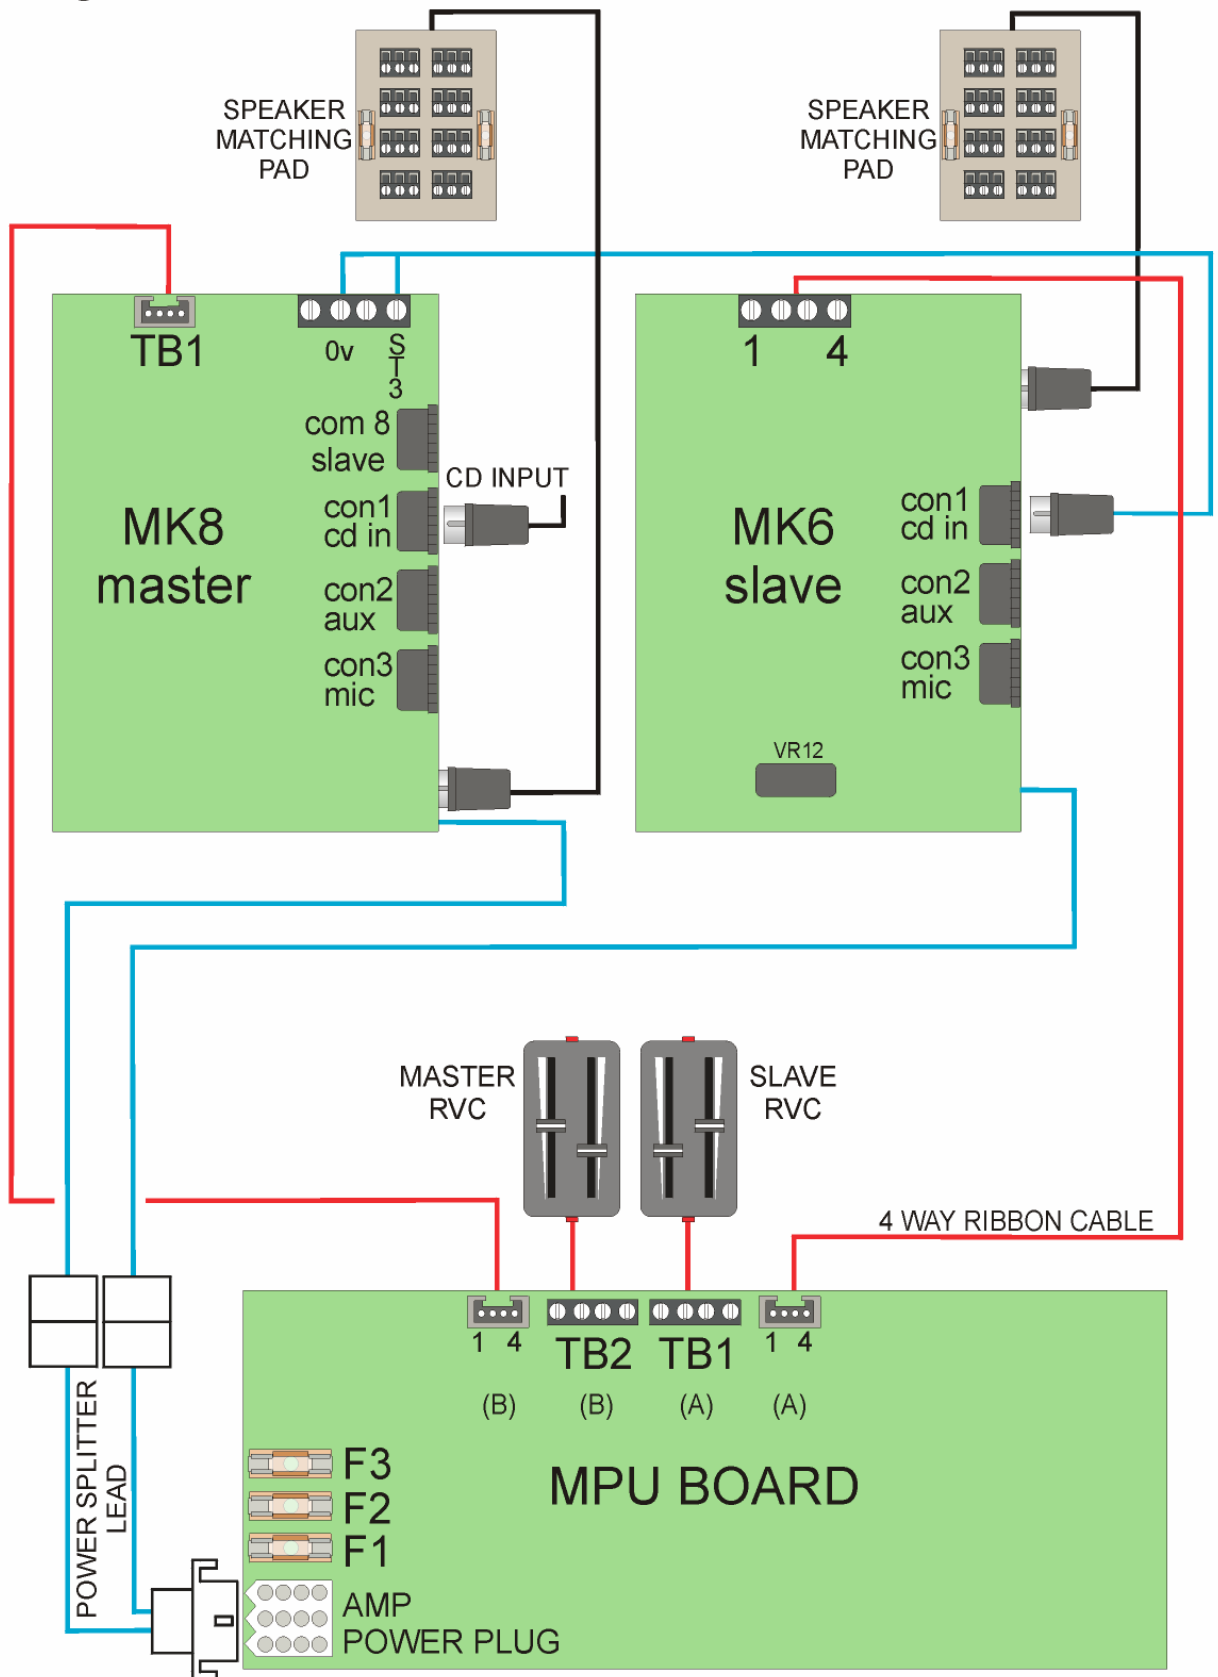 SPEAKER
MATCHING
PAD
SPEAKER
MATCHING
PAD
TB1
0v
ST3
1 4
com 8
slave
CD INPUT
con1
cd in
con2
aux
con3
mic
MK8
master
con1
cd in
con2
aux
con3
mic
MK6
slave
VR12
MASTER
RVC
SLAVE
RVC
4 WAY RIBBON CABLE
1 4
TB2
TB1
1 4
(B)
(B)
(A)
(A)
POWER SPLITTER
LEAD
F3
F2
F1
MPU BOARD
AMP
POWER PLUG